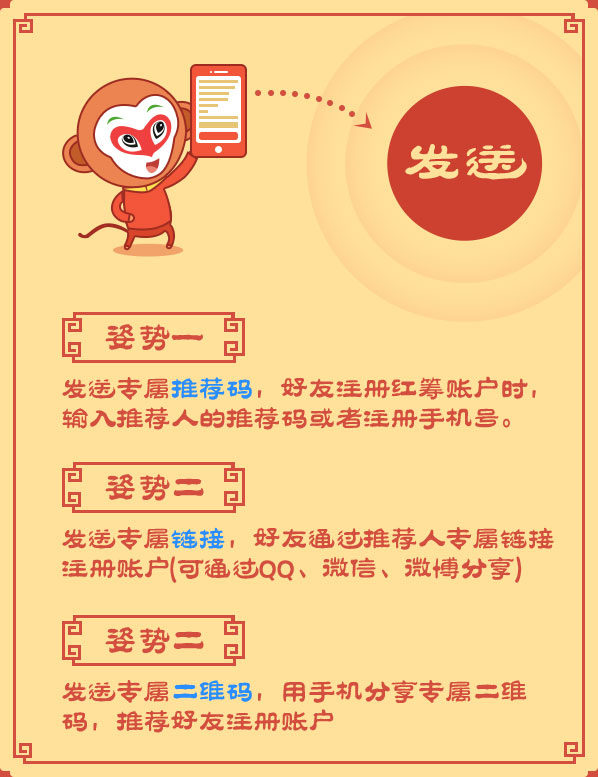 发送
姿势一
发送专属推荐码，好友注册红筹账户时，
输入推荐人的推荐码或者注册手机号。
姿势二
发送专属链接，好友通过推荐人专属链接
注册账户(可通过QQ、微信、微博分享)
姿势二
发送专属二维码，用手机分享专属二维
码，推荐好友注册账户